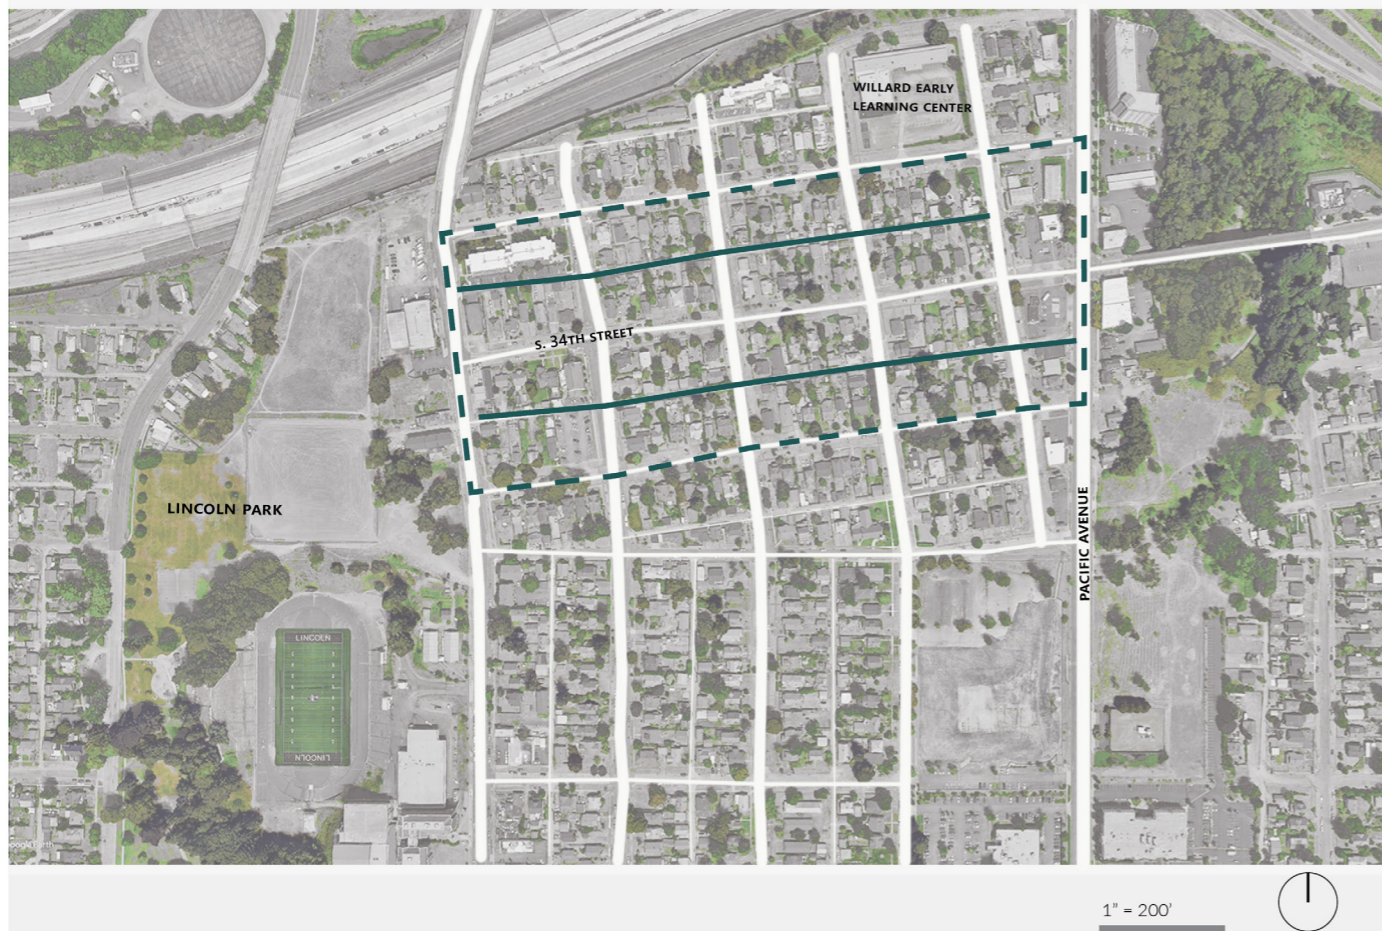 WILLARD EARLY
LEARNING CENTER
S. 34TH STREET
LINCOLN PARK
PACIFIC AVENUE
LINCOLN
LINCOLN
1” = 200’